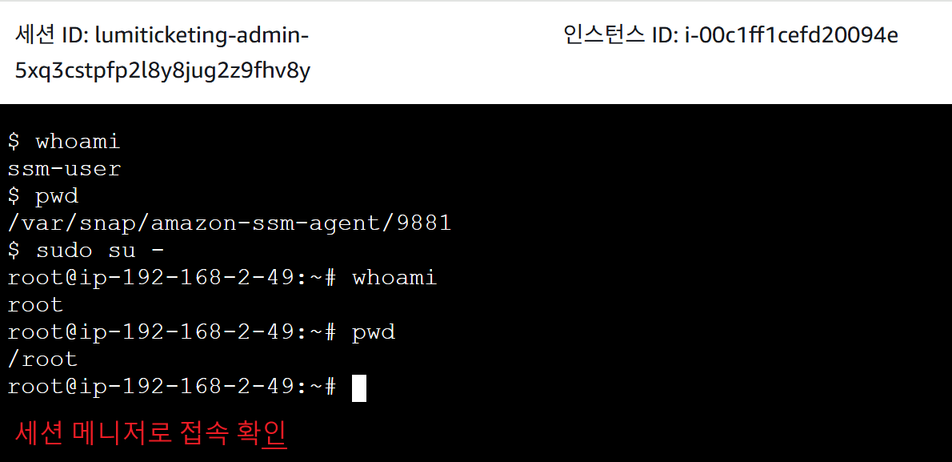 세션 ID: lumiticketing-admin-
5xq3cstpfp2l8y8jug2z9fhv8y
인스턴스 ID: i-00c1ff1cefd20094e
$ whoami
ssm-user
$ pwd
/var/snap/amazon-ssm-agent/9881
$ sudo su -
root@ip-192-168-2-49:~# whoami
root
root@ip-192-168-2-49:~# pwd
/root
root@ip-192-168-2-49:~#
세션 메니저로 접속 확인